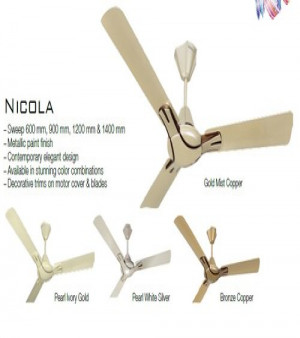 NICOLA
– Sweep 600 mm, 900 mm, 1200 mm & 1400 mm
– Metallic paint finish
– Contemporary elegant design
– Available in stunning color combinations
– Decorative trims on motor cover & blades
Gold Mist Copper
Pearl Ivory Gold
Pearl White Silver
Bronze Copper